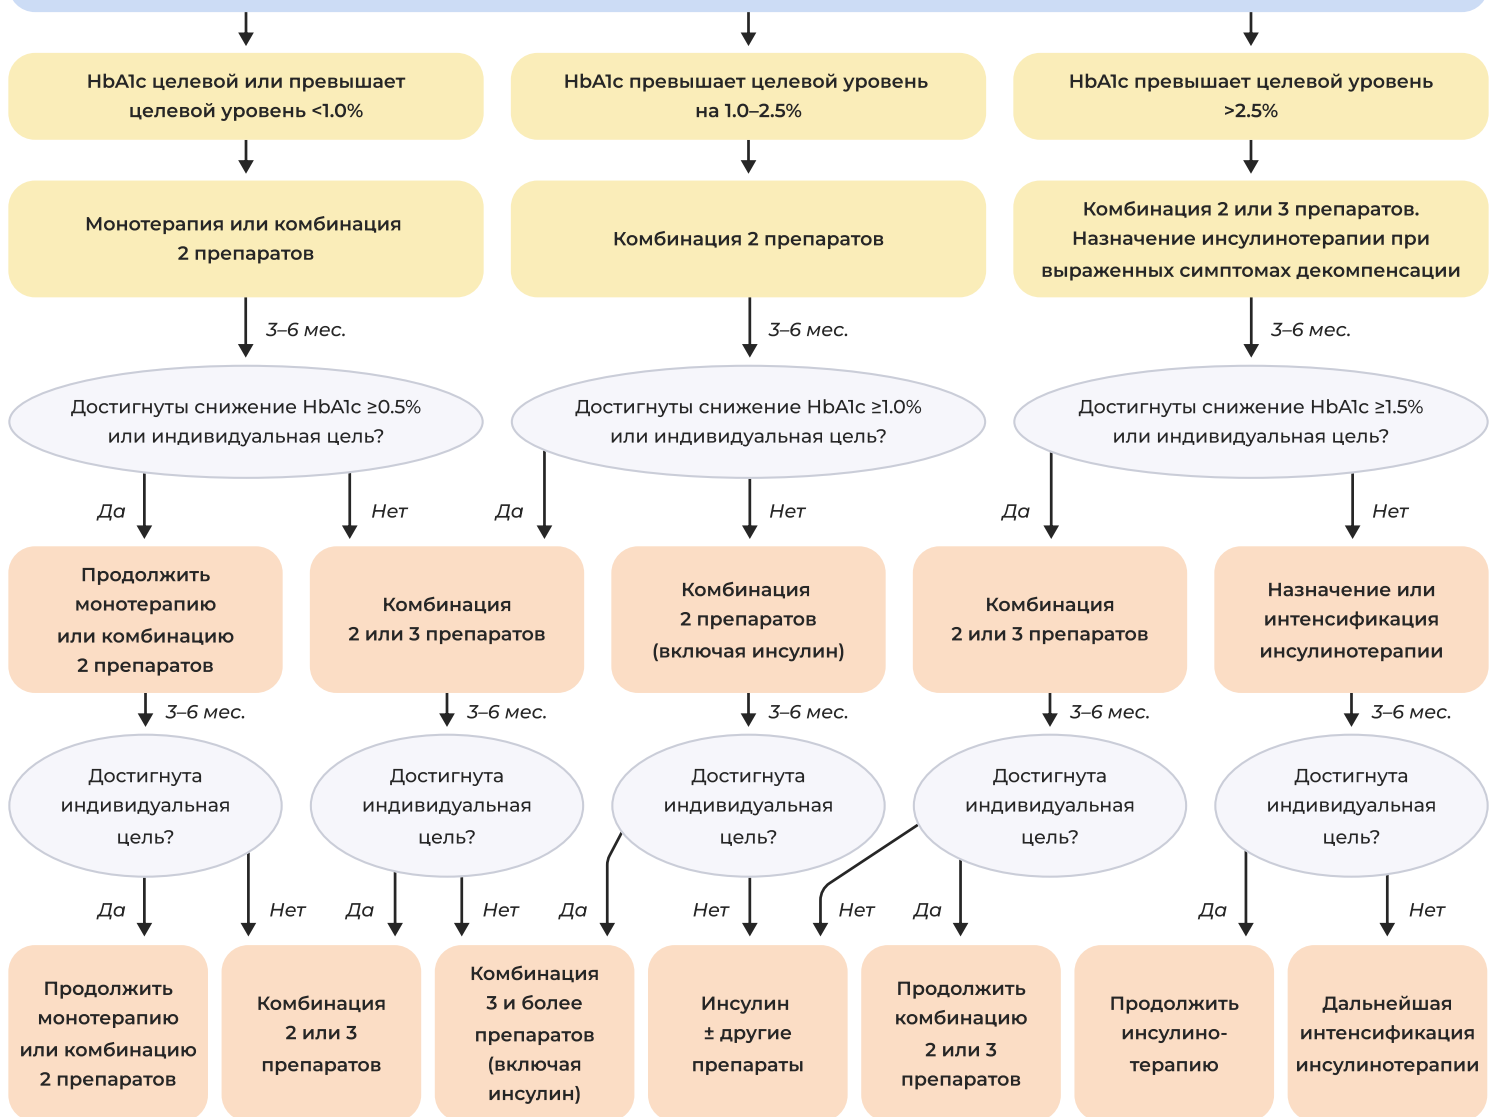 HbA1c целевой или превышает
целевой уровень <1.0%
HbA1c превышает целевой уровень
на 1.0–2.5%
HbA1c превышает целевой уровень
>2.5%
Монотерапия или комбинация
2 препаратов
Комбинация 2 препаратов
Комбинация 2 или 3 препаратов.
Назначение инсулинотерапии при
выраженных симптомах декомпенсации
3–6 мес.
3–6 мес.
3–6 мес.
Достигнуты снижение HbA1c ≥0.5%
или индивидуальная цель?
Достигнуты снижение HbA1c ≥1.0%
или индивидуальная цель?
Достигнуты снижение HbA1c ≥1.5%
или индивидуальная цель?
Да
Нет
Да
Нет
Да
Нет
Продолжить
монотерапию
или комбинацию
2 препаратов
Комбинация
2 или 3 препаратов
Комбинация
2 препаратов
(включая инсулин)
Комбинация
2 или 3 препаратов
Назначение или
интенсификация
инсулинотерапии
3–6 мес.
3–6 мес.
3–6 мес.
3–6 мес.
3–6 мес.
Достигнута
индивидуальная
цель?
Достигнута
индивидуальная
цель?
Достигнута
индивидуальная
цель?
Достигнута
индивидуальная
цель?
Достигнута
индивидуальная
цель?
Да
Нет
Да
Нет
Да
Нет
Нет
Да
Да
Нет
Продолжить
монотерапию
или комбинацию
2 препаратов
Комбинация
2 или 3
препаратов
Комбинация
3 и более
препаратов
(включая
инсулин)
Инсулин
± другие
препараты
Продолжить
комбинацию
2 или 3
препаратов
Продолжить
инсулино-
терапию
Дальнейшая
интенсификация
инсулинотерапии